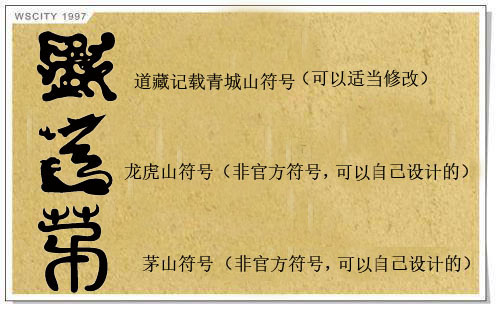 WSCITY 1997
道藏记载青城山符号(可以适当修改)
龙虎山符号(非官方符号,可以自己设计的)
茅山符号(非官方符号,可以自己设计的)